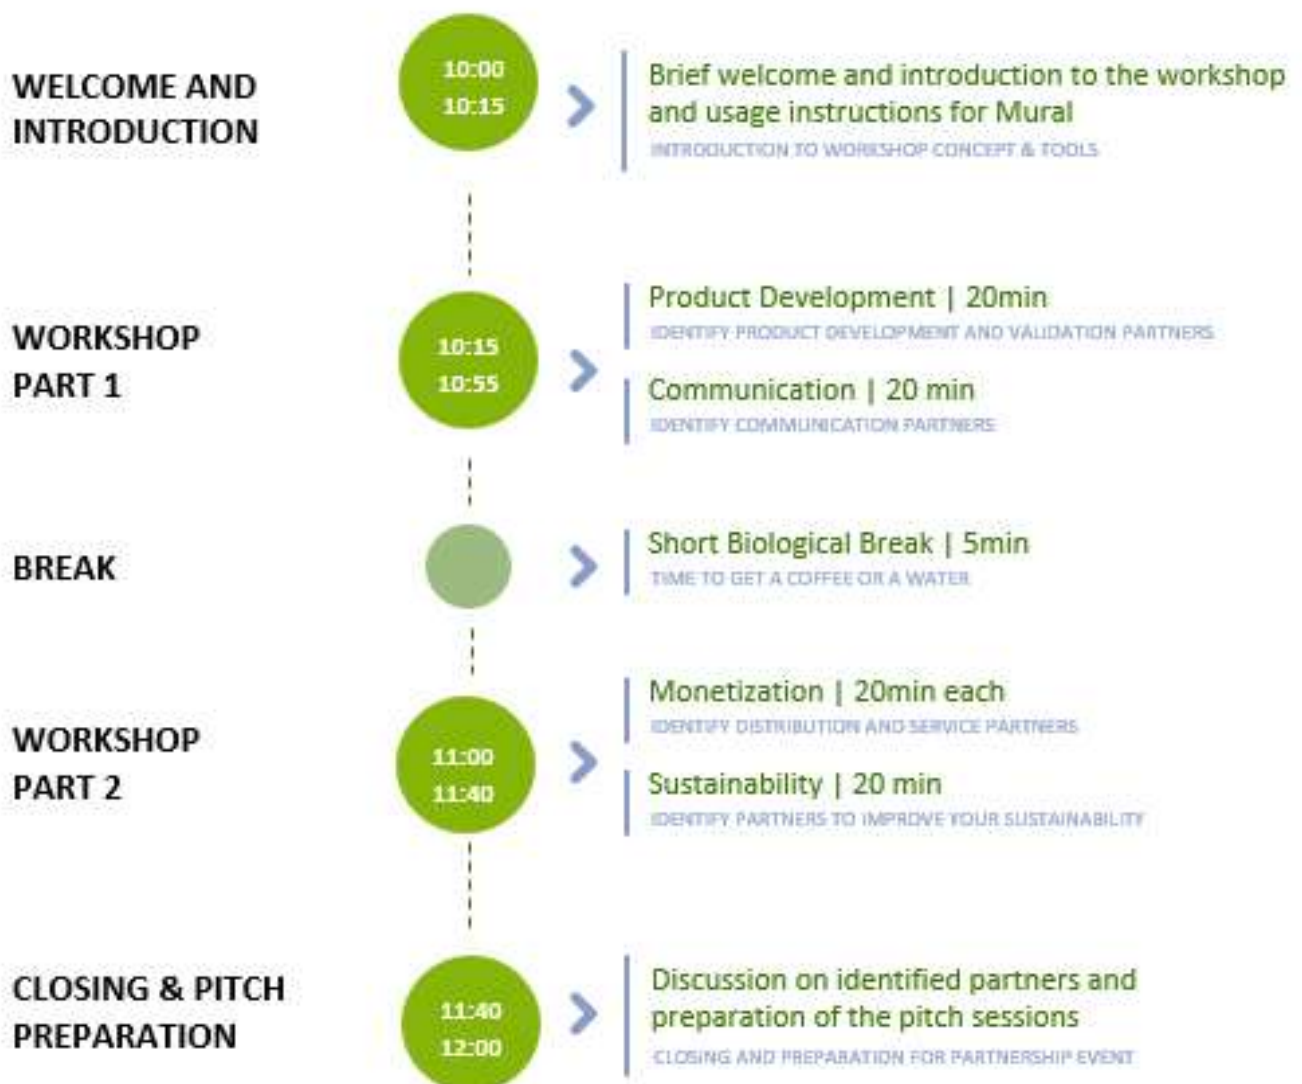 WELCOME AND
INTRODUCTION
10:00
10:15
Brief welcome and introduction to the workshop
and usage instructions for Mural
INTRODUCTION TO WORKSHOP CONCEPT & TOOLS
WORKSHOP
PART 1
10:15
10:55
Product Development | 20min
IDENTIFY PRODUCT DEVELOPMENT AND VALIDATION PARTNERS
Communication | 20 min
IDENTIFY COMMUNICATION PARTNERS
BREAK
Short Biological Break | 5min
TIME TO GET A COFFEE OR A WATER
WORKSHOP
PART 2
11:00
11:40
Monetization | 20min each
IDENTIFY DISTRIBUTION AND SERVICE PARTNERS
Sustainability | 20 min
IDENTIFY PARTNERS TO IMPROVE YOUR SUSTAINABILITY
CLOSING & PITCH
PREPARATION
11:40
12:00
Discussion on identified partners and
preparation of the pitch sessions
CLOSING AND PREPARATION FOR PARTNERSHIP EVENT